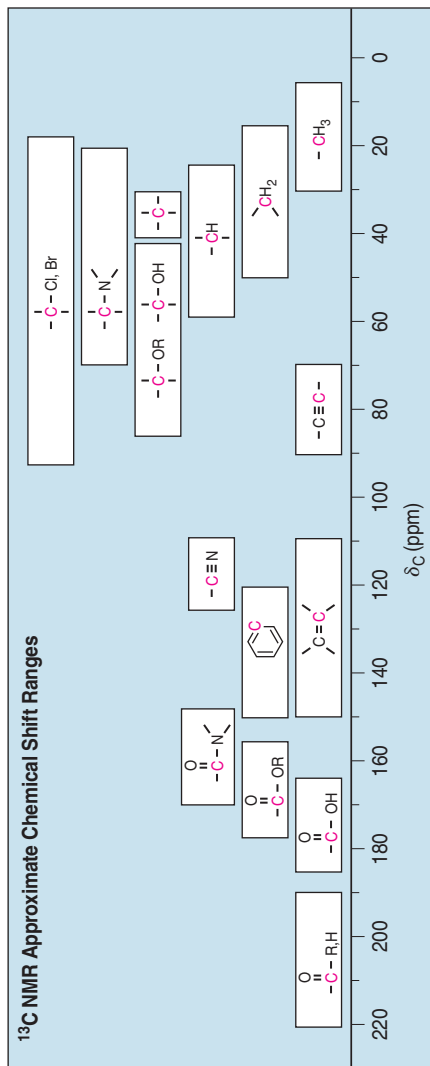 ¹³C NMR Approximate Chemical Shift Ranges
–C–Cl, Br
–C–N
–C–OR –C–OH –C–
O
–C–N –C≡N –CH
O
–C–OR C CH₂
O O
–C–R,H –C–OH C=C –C≡C– –CH₃
220 200 180 160 140 120 100 80 60 40 20 0
δC (ppm)